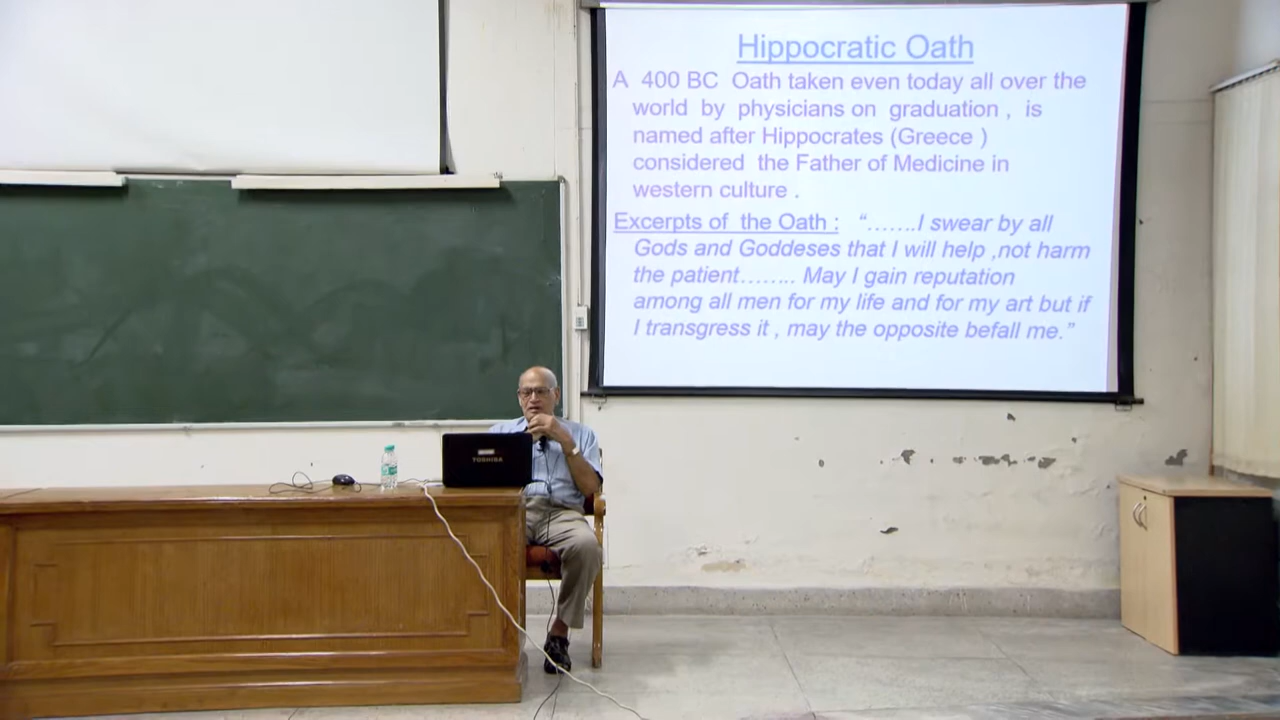 Hippocratic Oath
A 400 BC Oath taken even today all over the
world by physicians on graduation , is
named after Hippocrates (Greece )
considered the Father of Medicine in
western culture .
Excerpts of the Oath : “…….I swear by all
Gods and Goddeses that I will help ,not harm
the patient…….. May I gain reputation
among all men for my life and for my art but if
I transgress it , may the opposite befall me.”
TOSHIBA